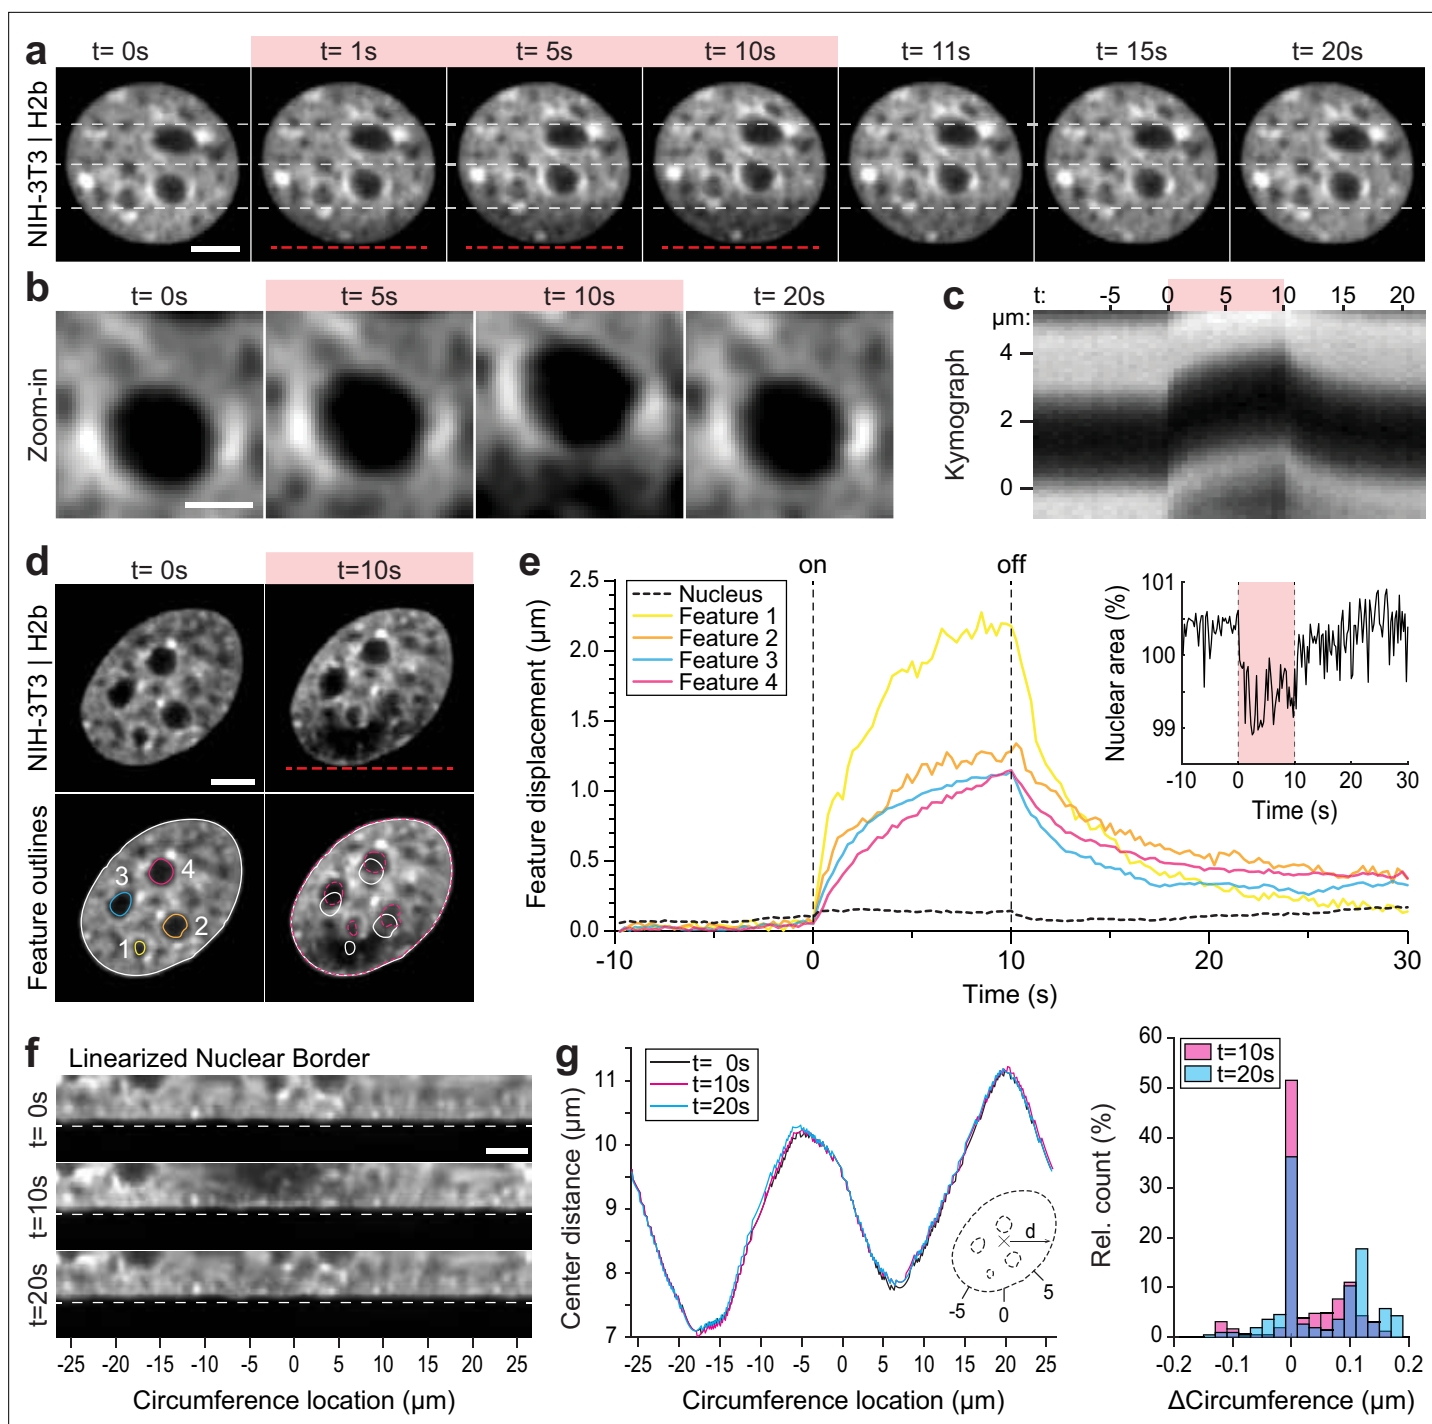 a
t= 0s
t= 1s
t= 5s
t= 10s
t= 11s
t= 15s
t= 20s
NIH-3T3 | H2b
b
t= 0s
t= 5s
t= 10s
t= 20s
Zoom-in
c
t:
-5
0
5
10
15
20
µm:
4
2
0
Kymograph
d
t= 0s
t=10s
NIH-3T3 | H2b
Feature outlines
3
4
1
2
e
on
off
2.5
2.0
1.5
1.0
0.5
0.0
Feature displacement (µm)
Nucleus
Feature 1
Feature 2
Feature 3
Feature 4
-10
0
10
20
30
Time (s)
101
100
99
Nuclear area (%)
-10
0
10
20
30
Time (s)
f
Linearized Nuclear Border
t= 0s
t=10s
t=20s
-25
-20
-15
-10
-5
0
5
10
15
20
25
Circumference location (µm)
g
t= 0s
t=10s
t=20s
11
10
9
8
7
Center distance (µm)
d
-5
0
5
-25
-20
-15
-10
-5
0
5
10
15
20
25
Circumference location (µm)
60
50
40
30
20
10
0
Rel. count (%)
t=10s
t=20s
-0.2
-0.1
0
0.1
0.2
ΔCircumference (µm)